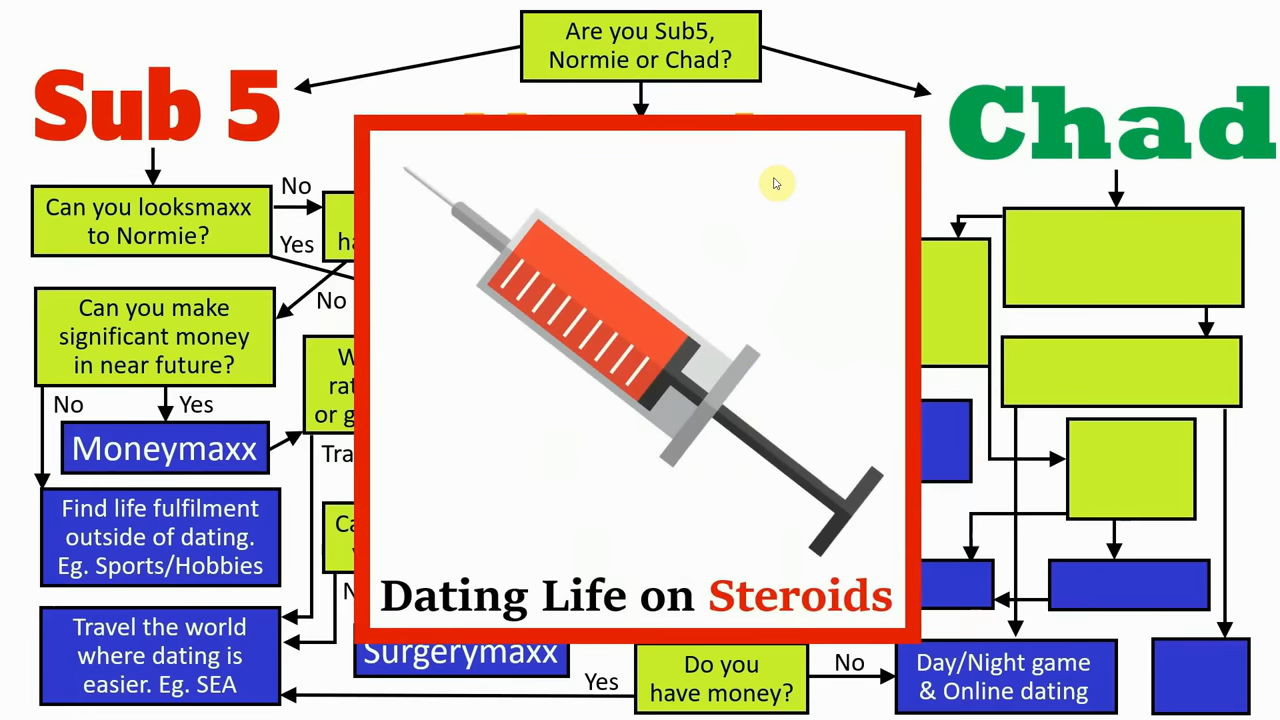 Are you Sub5,
Normie or Chad?
Sub 5
Chad
Can you looksmaxx
to Normie?
No
Yes
No
Can you make
significant money
in near future?
No
Yes
Moneymaxx
Find life fulfilment
outside of dating.
Eg. Sports/Hobbies
Travel the world
where dating is
easier. Eg. SEA
Dating Life on Steroids
Surgerymaxx
Yes
Do you
have money?
No
Day/Night game
& Online dating